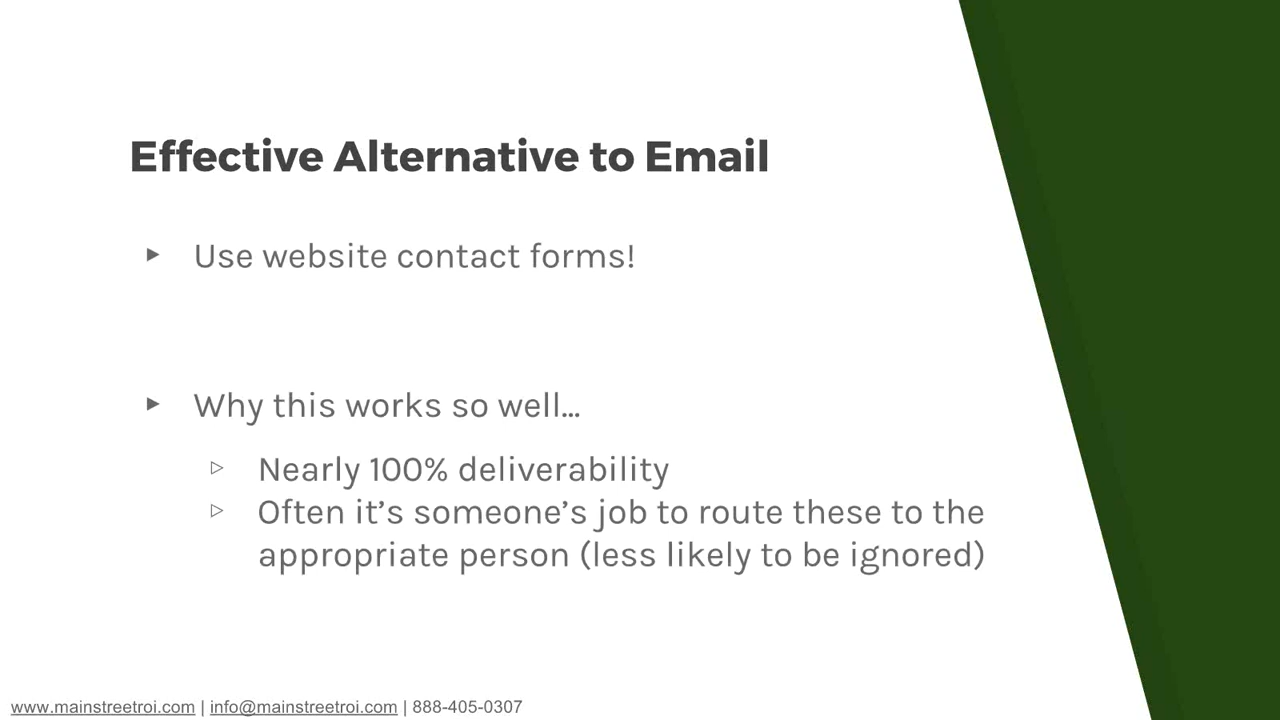 Effective Alternative to Email
▸ Use website contact forms!
▸ Why this works so well...
▹ Nearly 100% deliverability
▹ Often it’s someone’s job to route these to the
appropriate person (less likely to be ignored)
www.mainstreetroi.com | info@mainstreetroi.com | 888-405-0307